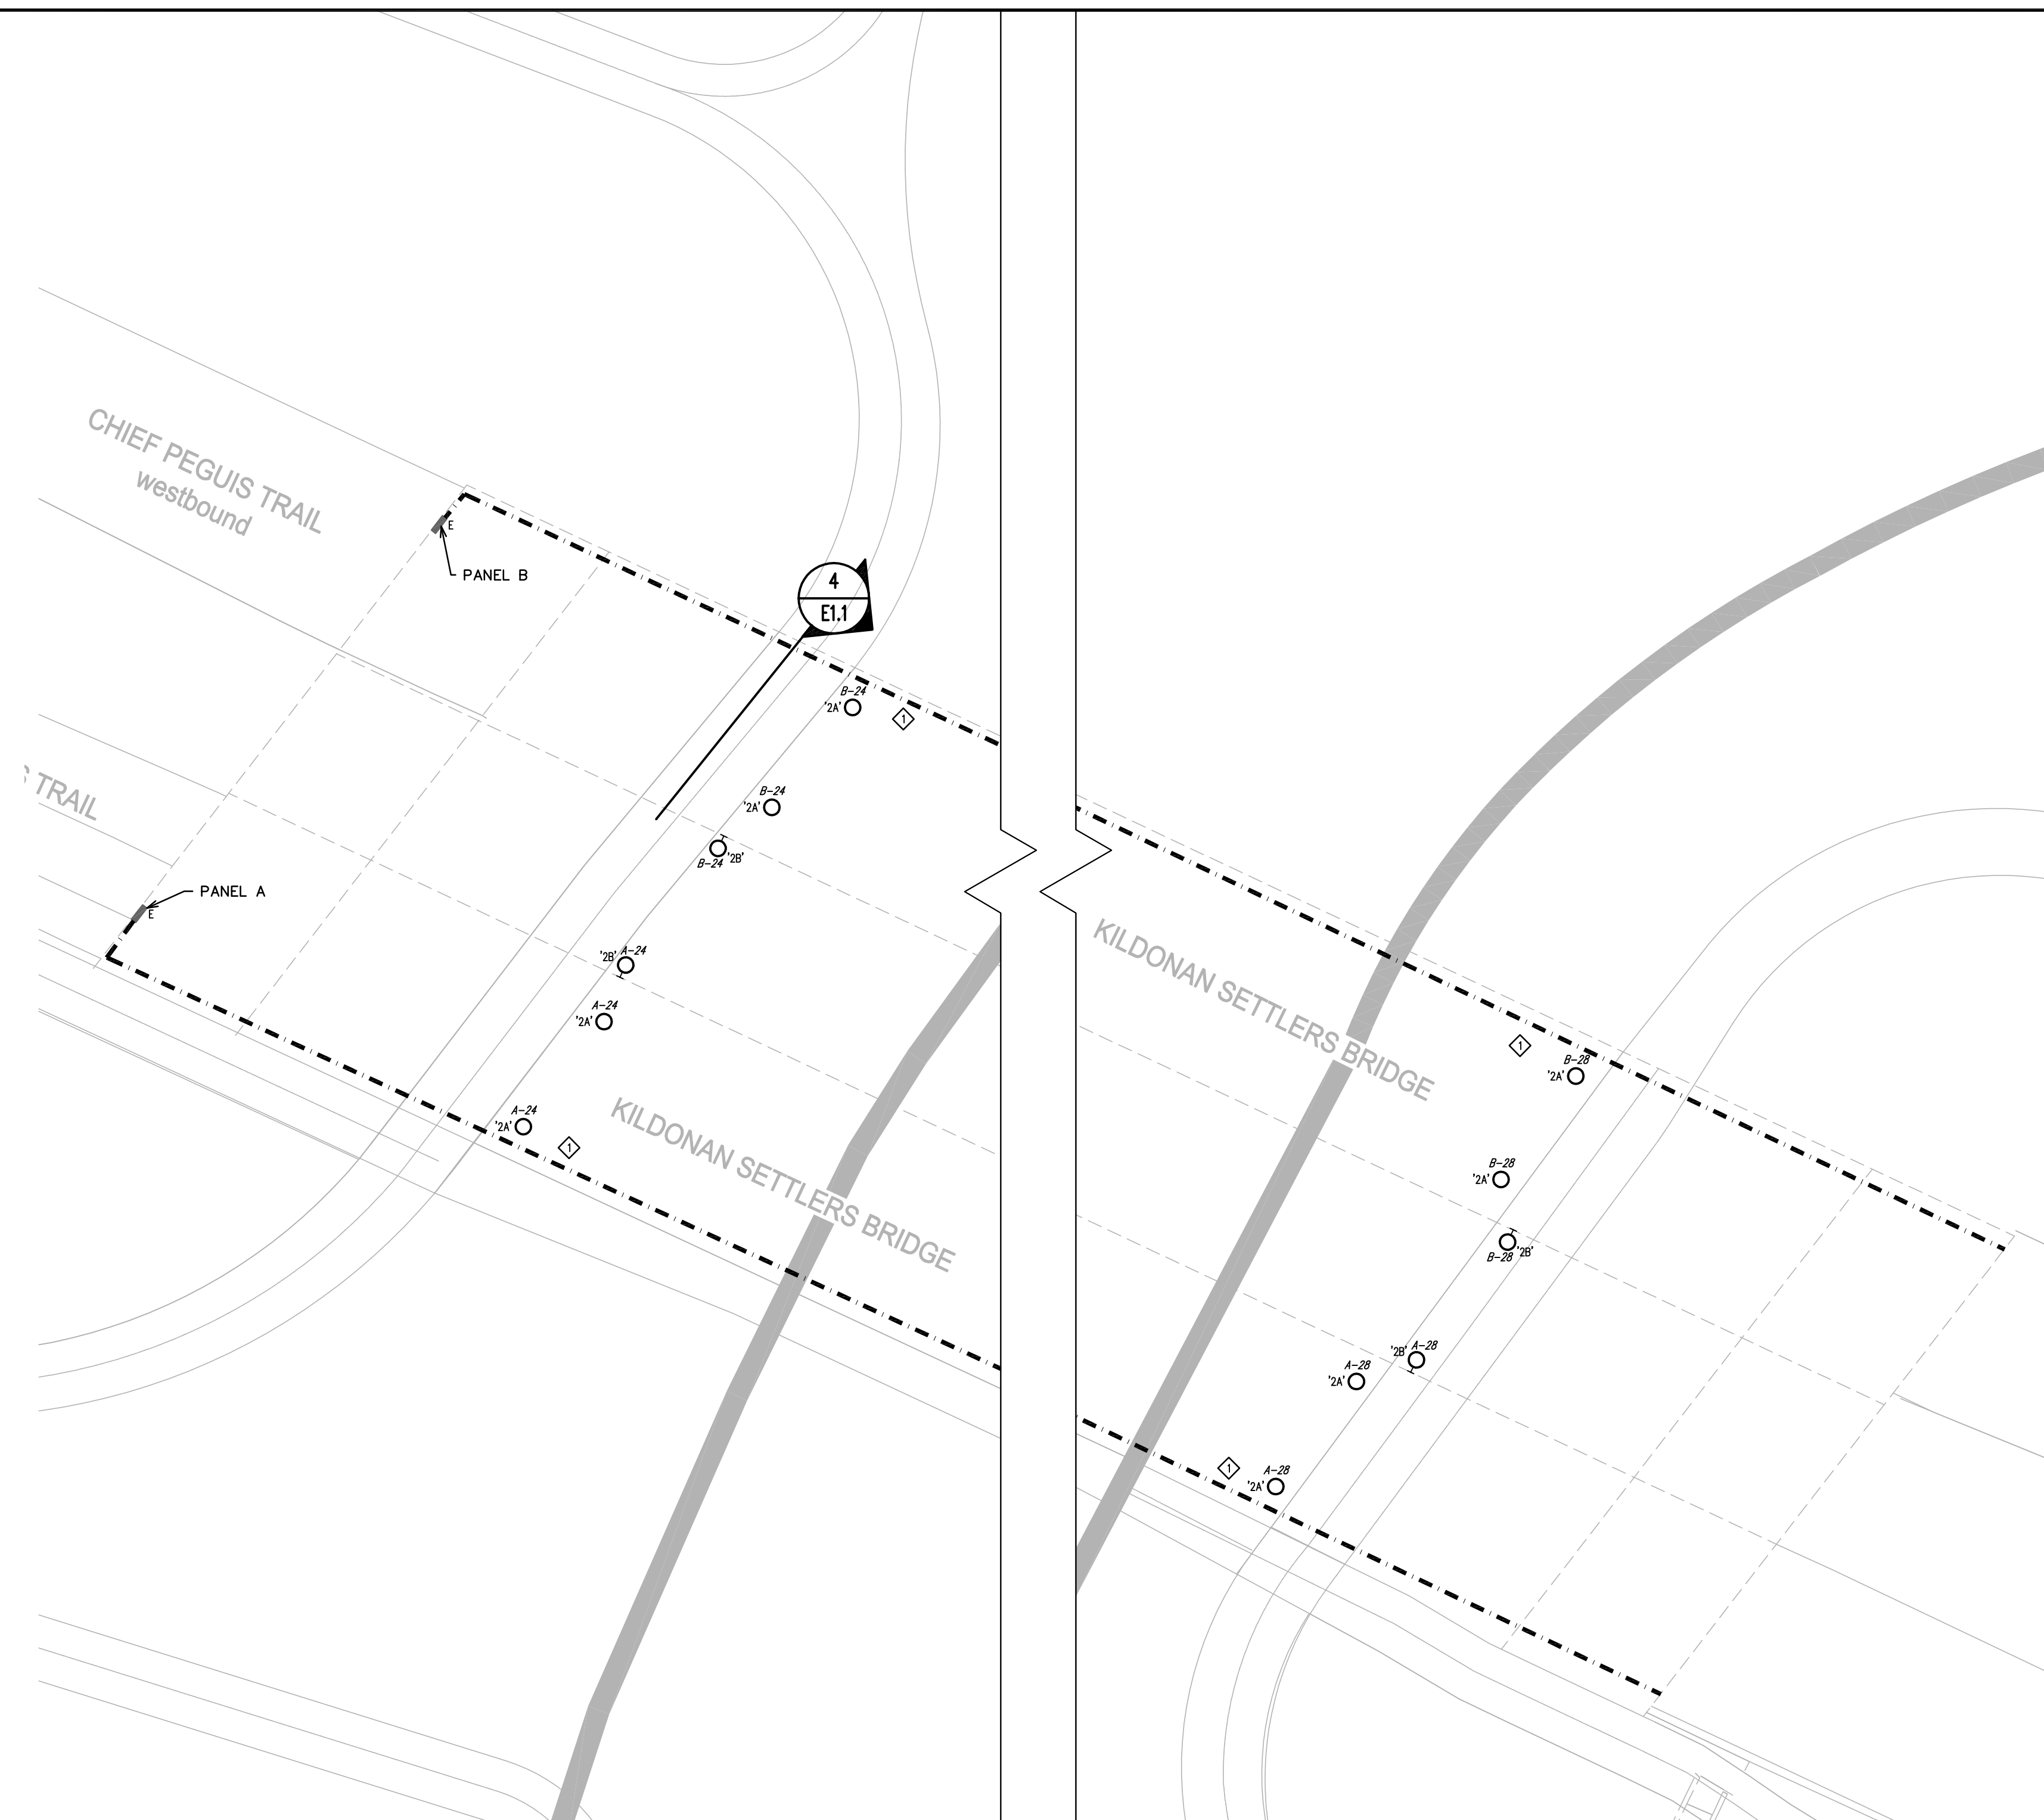 CHIEF PEGUIS TRAIL
westbound
E
PANEL B
4
E1.1
B-24
'2A'
1
TRAIL
B-24
'2A'
B-24 '2B'
PANEL A
E
'2B' A-24
A-24
'2A'
A-24
'2A'
1
KILDONAN SETTLERS BRIDGE
KILDONAN SETTLERS BRIDGE
1
B-28
'2A'
B-28
'2A'
B-28 '2B'
'2B' A-28
A-28
'2A'
1
A-28
'2A'